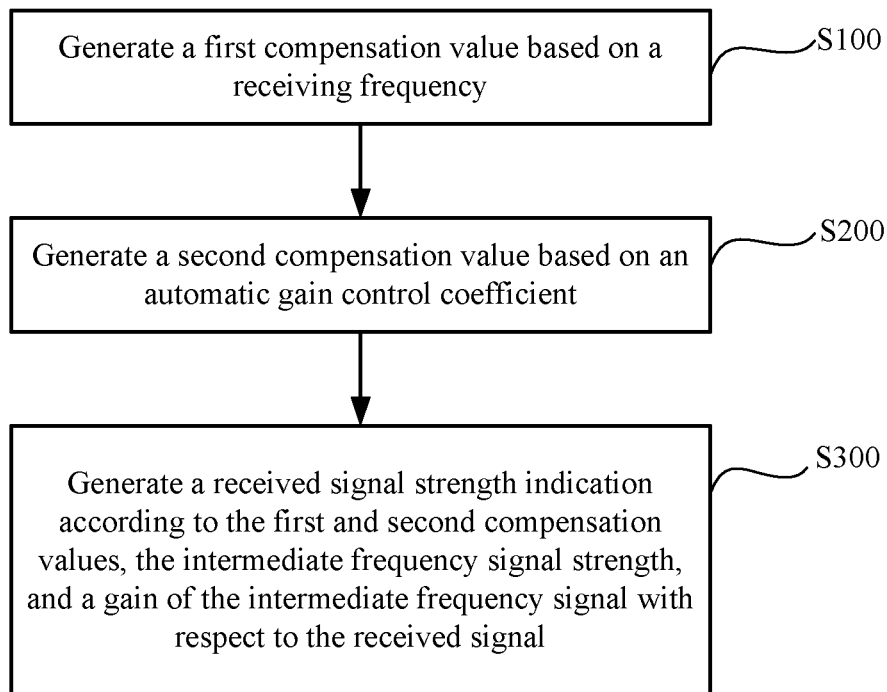 Generate a first compensation value based on a
receiving frequency
S100
Generate a second compensation value based on an
automatic gain control coefficient
S200
Generate a received signal strength indication
according to the first and second compensation
values, the intermediate frequency signal strength,
and a gain of the intermediate frequency signal with
respect to the received signal
S300